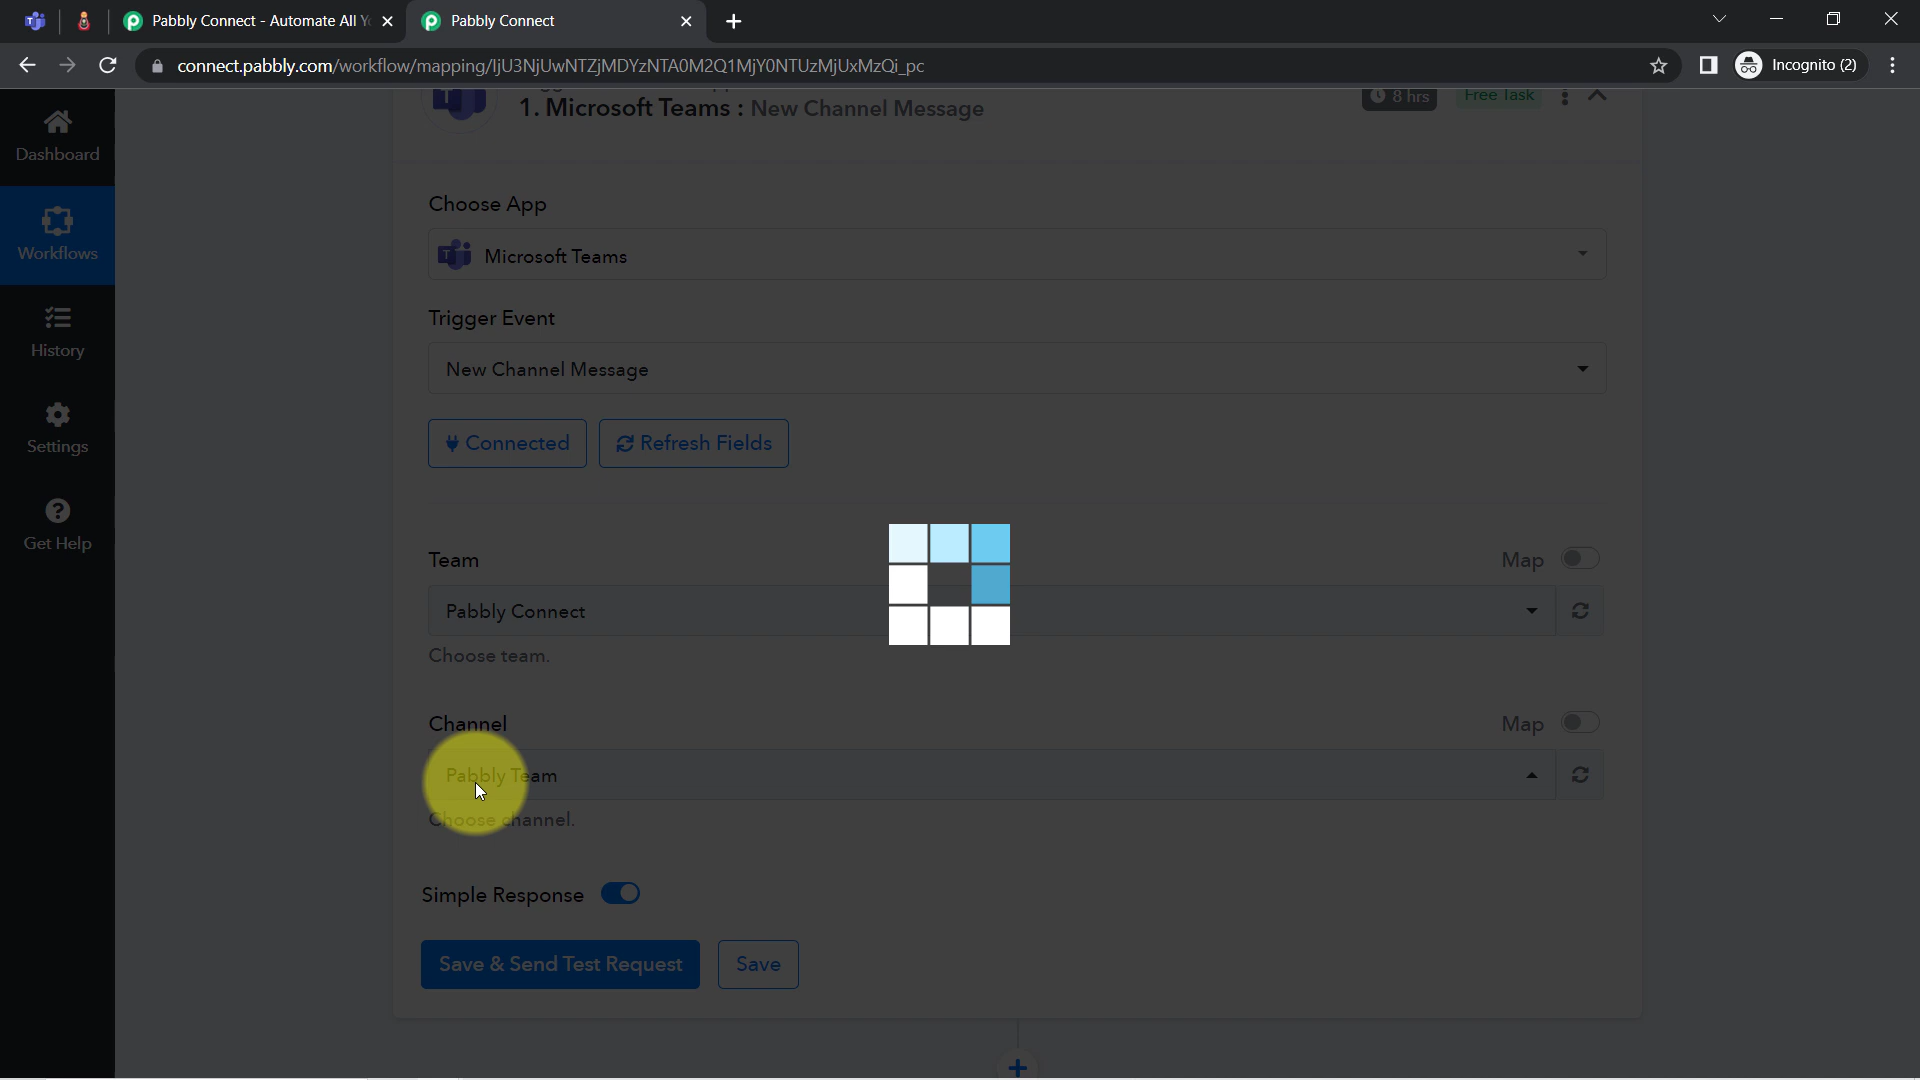 Pabbly Connect - Automate All Yo
Pabbly Connect
connect.pabbly.com/workflow/mapping/IjU3NjUwNTZjMDYzNTA0M2Q1MjY0NTUzMjUxMzQi_pc
Incognito (2)
1. Microsoft Teams : New Channel Message
8 hrs
Free Task
Dashboard
Workflows
History
Settings
Get Help
Choose App
Microsoft Teams
Trigger Event
New Channel Message
Connected
Refresh Fields
Team
Map
Pabbly Connect
Choose team.
Channel
Map
Pabbly Team
Choose channel.
Simple Response
Save & Send Test Request
Save